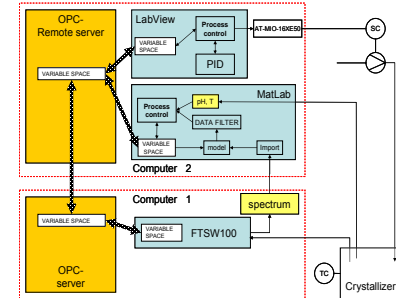 OPC-
Remote server
VARIABLE SPACE
LabView
Process
control
VARIABLE
SPACE
PID
AT-MIO-16XE50
SC
MatLab
Process
control
pH, T
DATA FILTER
VARIABLE
SPACE
model
Import
Computer 2
Computer 1
VARIABLE SPACE
OPC-
server
VARIABLE
SPACE
FTSW100
spectrum
TC
Crystallizer